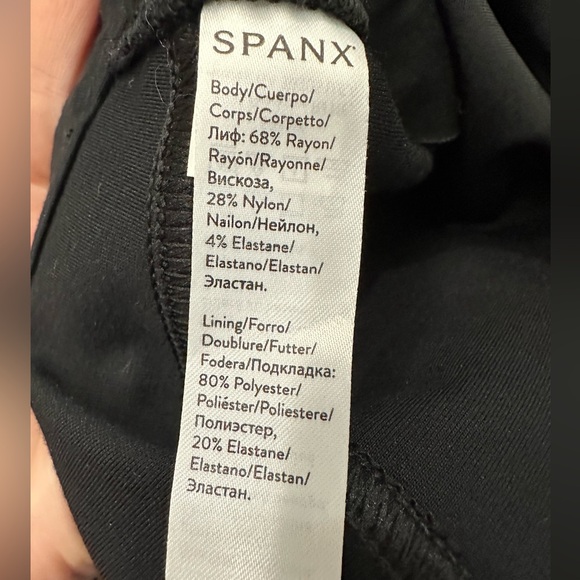 SPANX
Body/Cuerpo/
Corps/Corpetto/
Лиф: 68% Rayon/
Rayón/Rayonne/
Вискоза,
28% Nylon/
Nailon/Нейлон,
4% Elastane/
Elastano/Elastan/
Эластан.
Lining/Forro/
Doublure/Futter/
Fodera/Подкладка:
80% Polyester/
Poliéster/Poliestere/
Полиэстер,
20% Elastane/
Elastano/Elastan/
Эластан.